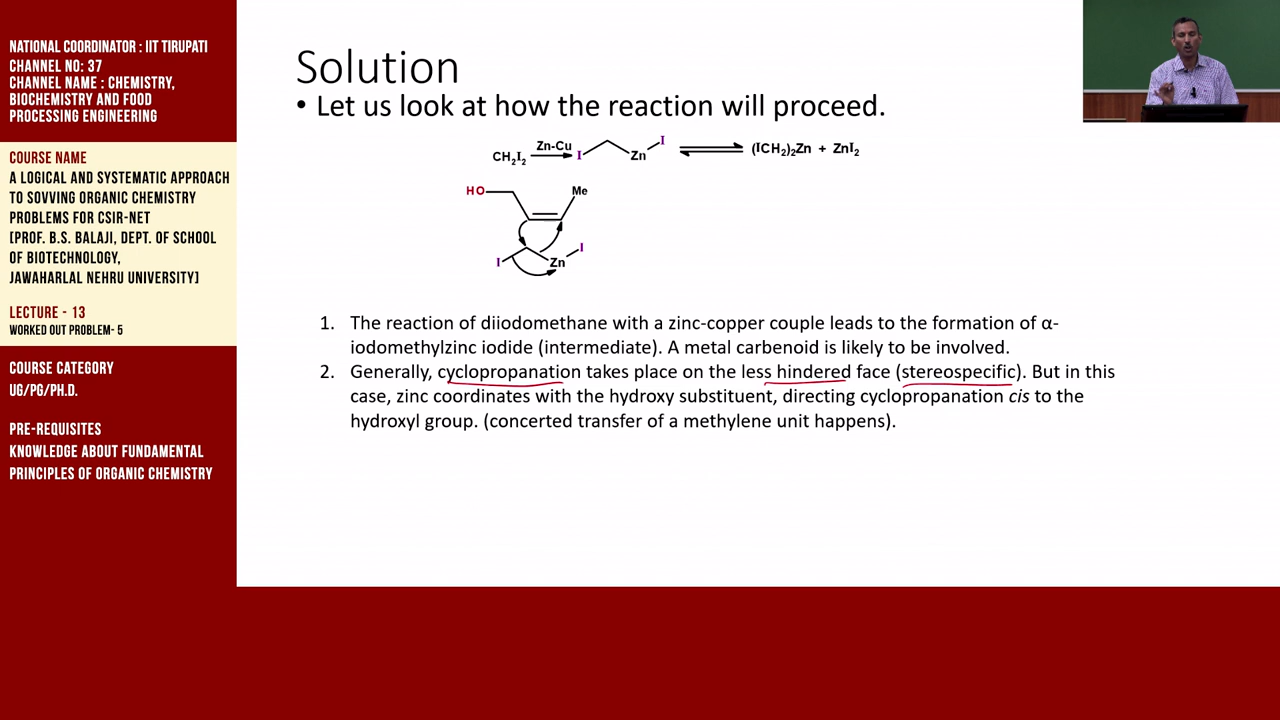 NATIONAL COORDINATOR : IIT TIRUPATI
CHANNEL NO: 37
CHANNEL NAME : CHEMISTRY,
BIOCHEMISTRY AND FOOD
PROCESSING ENGINEERING
COURSE NAME
A LOGICAL AND SYSTEMATIC APPROACH
TO SOVVING ORGANIC CHEMISTRY
PROBLEMS FOR CSIR-NET
[PROF. B.S. BALAJI, DEPT. OF SCHOOL
OF BIOTECHNOLOGY,
JAWAHARLAL NEHRU UNIVERSITY]
LECTURE - 13
WORKED OUT PROBLEM- 5
COURSE CATEGORY
UG/PG/PH.D.
PRE-REQUISITES
KNOWLEDGE ABOUT FUNDAMENTAL
PRINCIPLES OF ORGANIC CHEMISTRY
Solution
• Let us look at how the reaction will proceed.
CH₂I₂ Zn-Cu I Zn I (ICH₂)₂Zn + ZnI₂
HO Me
I Zn I
1. The reaction of diiodomethane with a zinc-copper couple leads to the formation of α-
iodomethylzinc iodide (intermediate). A metal carbenoid is likely to be involved.
2. Generally, cyclopropanation takes place on the less hindered face (stereospecific). But in this
case, zinc coordinates with the hydroxy substituent, directing cyclopropanation cis to the
hydroxyl group. (concerted transfer of a methylene unit happens).